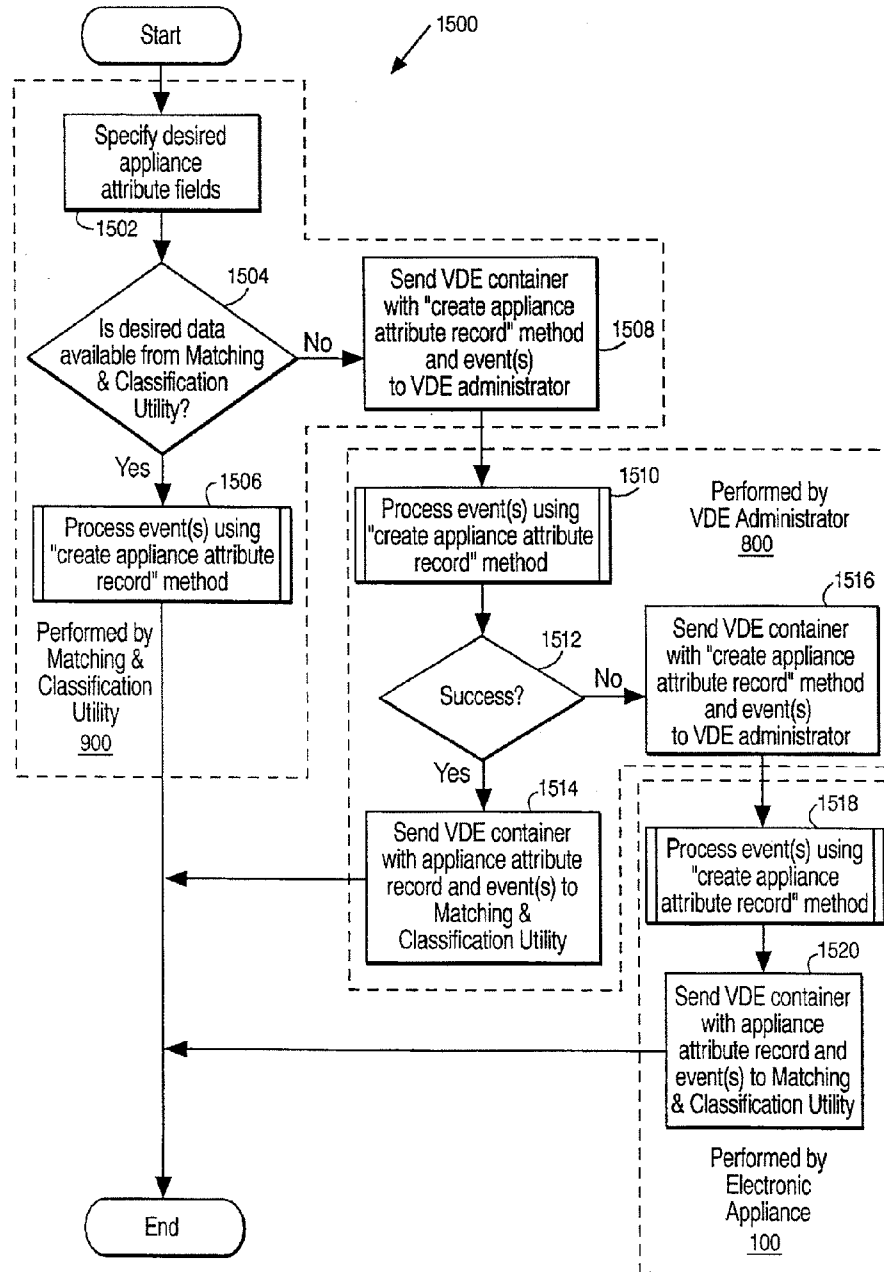 Start
1500
Specify desired
appliance
attribute fields
1502
1504
Is desired data
available from Matching
& Classification
Utility?
No
Send VDE container
with "create appliance
attribute record" method
and event(s)
to VDE administrator
1508
Yes
1506
Process event(s) using
"create appliance attribute
record" method
Performed by
Matching &
Classification
Utility
900
1510
Process event(s) using
"create appliance attribute
record" method
Performed by
VDE Administrator
800
1512
Success?
No
1516
Send VDE container
with "create appliance
attribute record" method
and event(s)
to VDE administrator
Yes
1514
Send VDE container
with appliance attribute
record and event(s) to
Matching &
Classification Utility
1518
Process event(s) using
"create appliance
attribute record" method
1520
Send VDE container
with appliance
attribute record and
event(s) to Matching
& Classification Utility
Performed by
Electronic
Appliance
100
End